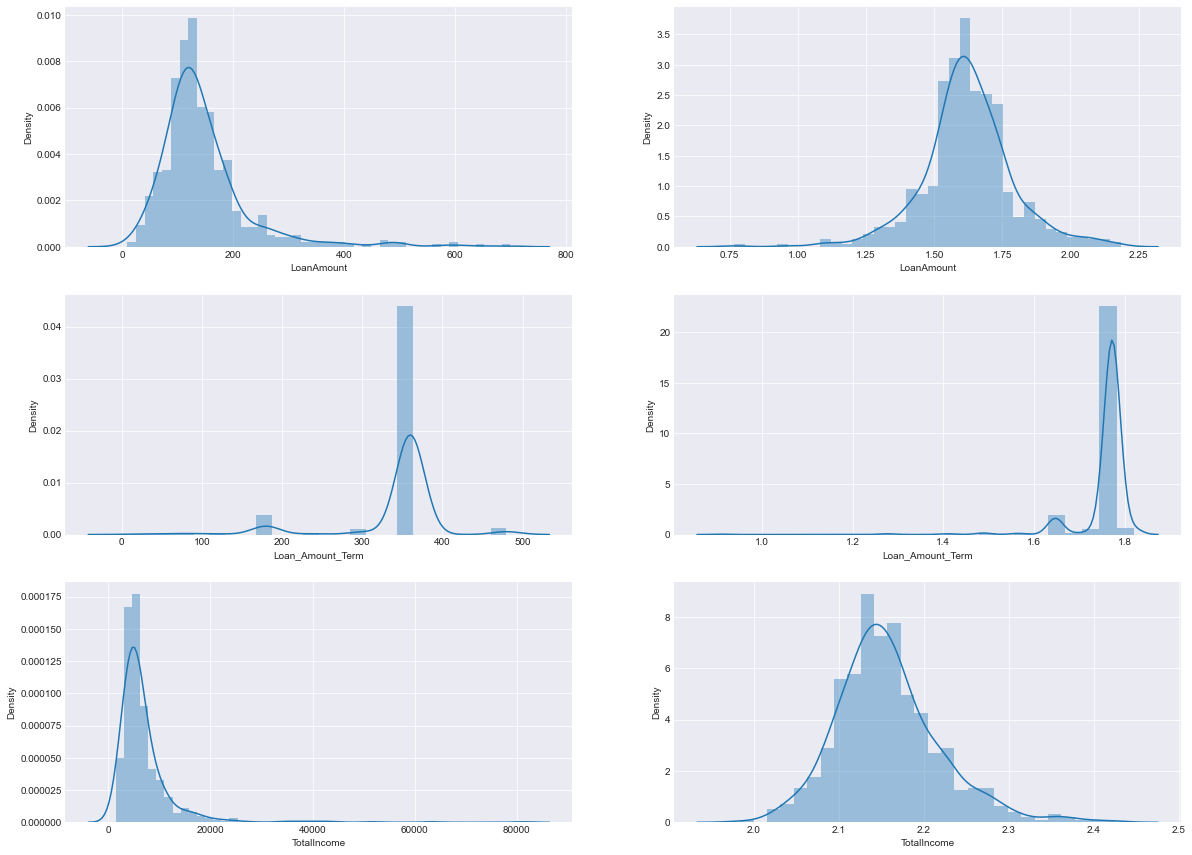 0.010
0.008
0.006
0.004
0.002
0.000
Density
0 200 400 600 800
LoanAmount
3.5
3.0
2.5
2.0
1.5
1.0
0.5
0.0
Density
0.75 1.00 1.25 1.50 1.75 2.00 2.25
LoanAmount
0.04
0.03
0.02
0.01
0.00
Density
0 100 200 300 400 500
Loan_Amount_Term
20
15
10
5
0
Density
1.0 1.2 1.4 1.6 1.8
Loan_Amount_Term
0.000175
0.000150
0.000125
0.000100
0.000075
0.000050
0.000025
0.000000
Density
0 20000 40000 60000 80000
TotalIncome
8
6
4
2
0
Density
2.0 2.1 2.2 2.3 2.4 2.5
TotalIncome